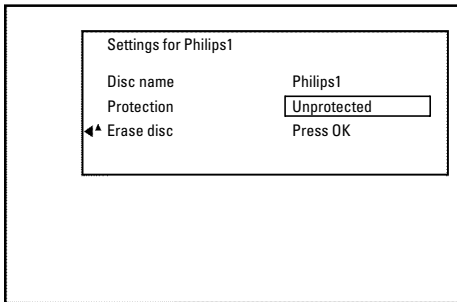 Settings for Philips1
Disc name Philips1
Protection Unprotected
Erase disc Press OK